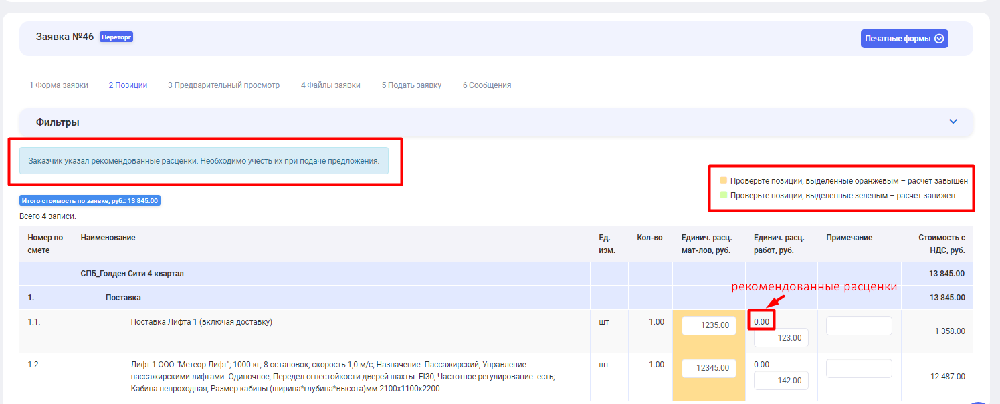 Заявка №46 Переторг
Печатные формы
1 Форма заявки 2 Позиции 3 Предварительный просмотр 4 Файлы заявки 5 Подать заявку 6 Сообщения
Фильтры
Заказчик указал рекомендованные расценки. Необходимо учесть их при подаче предложения.
Проверьте позиции, выделенные оранжевым – расчет завышен
Проверьте позиции, выделенные зеленым – расчет занижен
Итого стоимость по заявке, руб.: 13 845.00
Всего 4 записи.
Номер по смете Наименование Ед. изм. Кол-во Единич. расц. мат-лов, руб. Единич. расц. работ, руб. Примечание Стоимость с НДС, руб.
СПБ_Голден Сити 4 квартал 13 845.00
рекомендованные расценки
1. Поставка 13 845.00
1.1. Поставка Лифта 1 (включая доставку) шт 1.00 1235.00 0.00 123.00 1 358.00
1.2. Лифт 1 ООО "Метеор Лифт"; 1000 кг; 8 остановок; скорость 1,0 м/с; Назначение -Пассажирский; Управление
пассажирскими лифтами- Одиночное; Передел огнестойкости дверей шахты- EI30; Частотное регулирование- есть;
Кабина непроходная; Размер кабины (ширина*глубина*высота)мм-2100х1100х2200
шт 1.00 12345.00 0.00 142.00 12 487.00